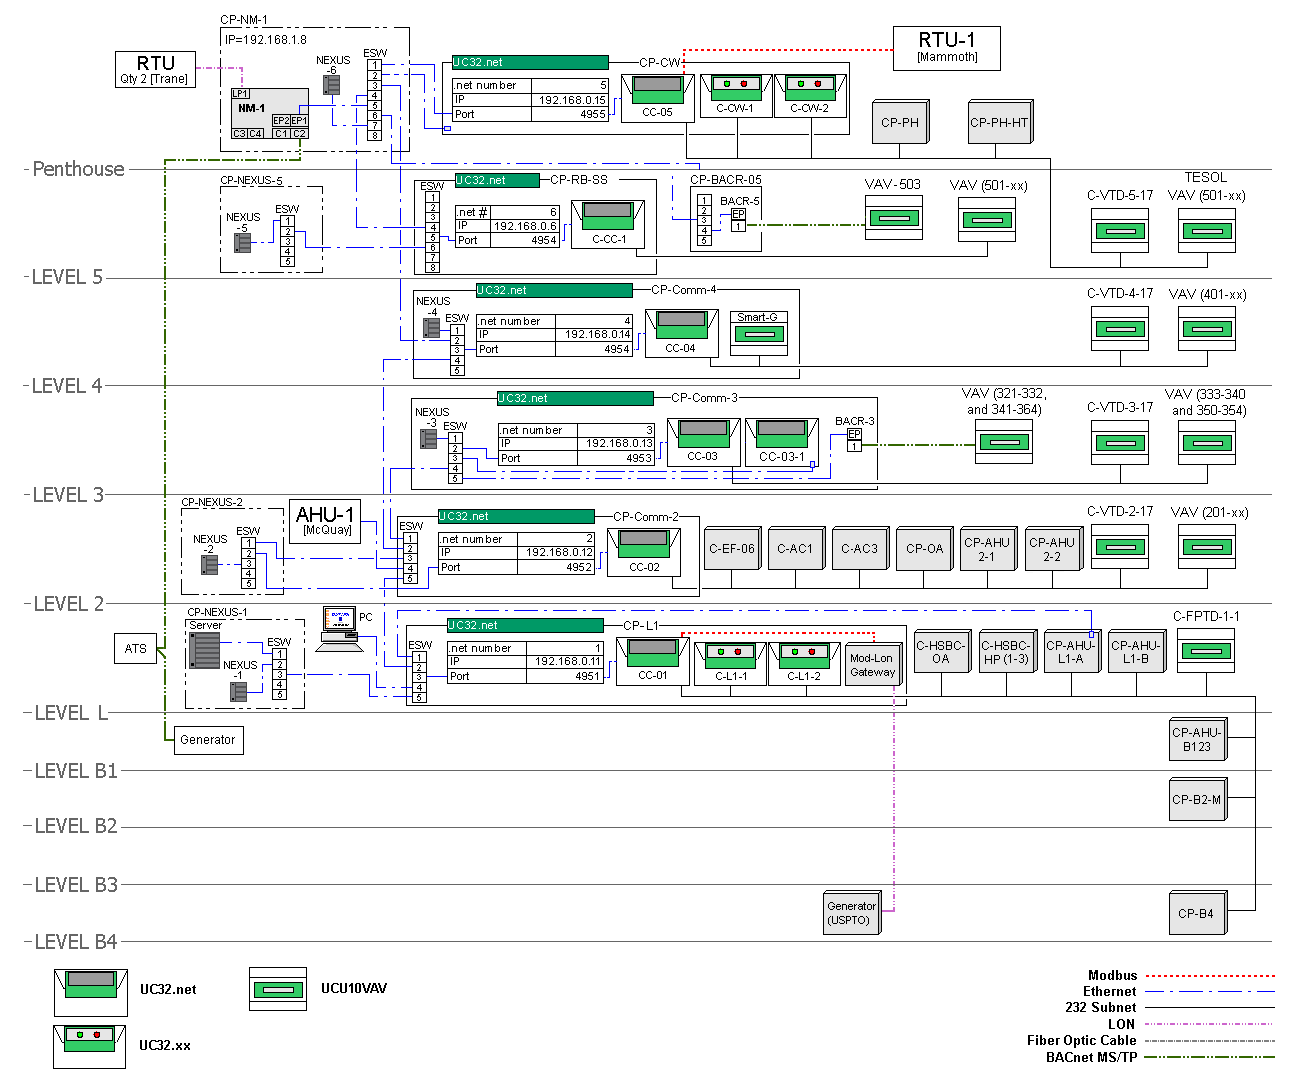 CP-NM-1
IP=192.168.1.8
RTU
Qty 2 [Trane]
NEXUS
-6
ESW
1
2
3
4
5
6
7
8
LP1
NM-1
EP2 EP1
C3 C4 C1 C2
UC32.net
CP-CW
.net number 5
IP 192.168.0.15
Port 4955
CC-05
C-CW-1
C-CW-2
RTU-1
[Mammoth]
CP-PH
CP-PH-HT
Penthouse
CP-NEXUS-5
NEXUS
-5
ESW
1
2
3
4
5
ESW
1
2
3
4
5
6
7
8
UC32.net
CP-RB-SS
.net # 6
IP 192.168.0.6
Port 4954
C-CC-1
CP-BACR-05
1
2
3
4
5
BACR-5
EP
1
VAV-503
VAV (501-xx)
C-VTD-5-17
TESOL
VAV (501-xx)
LEVEL 5
NEXUS
-4
ESW
1
2
3
4
5
UC32.net
CP-Comm-4
.net number 4
IP 192.168.0.14
Port 4954
CC-04
Smart-G
C-VTD-4-17
VAV (401-xx)
LEVEL 4
NEXUS
-3
ESW
1
2
3
4
5
UC32.net
CP-Comm-3
.net number 3
IP 192.168.0.13
Port 4953
CC-03
CC-03-1
BACR-3
EP
1
VAV (321-332,
and 341-364)
C-VTD-3-17
VAV (333-340
and 350-354)
LEVEL 3
CP-NEXUS-2
NEXUS
-2
ESW
1
2
3
4
5
AHU-1
[McQuay]
ESW
1
2
3
4
5
UC32.net
CP-Comm-2
.net number 2
IP 192.168.0.12
Port 4952
CC-02
C-EF-06
C-AC1
C-AC3
CP-OA
CP-AHU
2-1
CP-AHU
2-2
C-VTD-2-17
VAV (201-xx)
LEVEL 2
CP-NEXUS-1
Server
NEXUS
-1
ESW
1
2
3
4
5
PC
ESW
1
2
3
4
5
UC32.net
CP-L1
.net number 1
IP 192.168.0.11
Port 4951
CC-01
C-L1-1
C-L1-2
Mod-Lon
Gateway
C-HSBC-
OA
C-HSBC-
HP (1-3)
CP-AHU-
L1-A
CP-AHU-
L1-B
C-FPTD-1-1
ATS
LEVEL L
Generator
CP-AHU-
B123
LEVEL B1
CP-B2-M
LEVEL B2
LEVEL B3
Generator
(USPTO)
CP-B4
LEVEL B4
UC32.net
UCU10VAV
UC32.xx
Modbus
Ethernet
232 Subnet
LON
Fiber Optic Cable
BACnet MS/TP